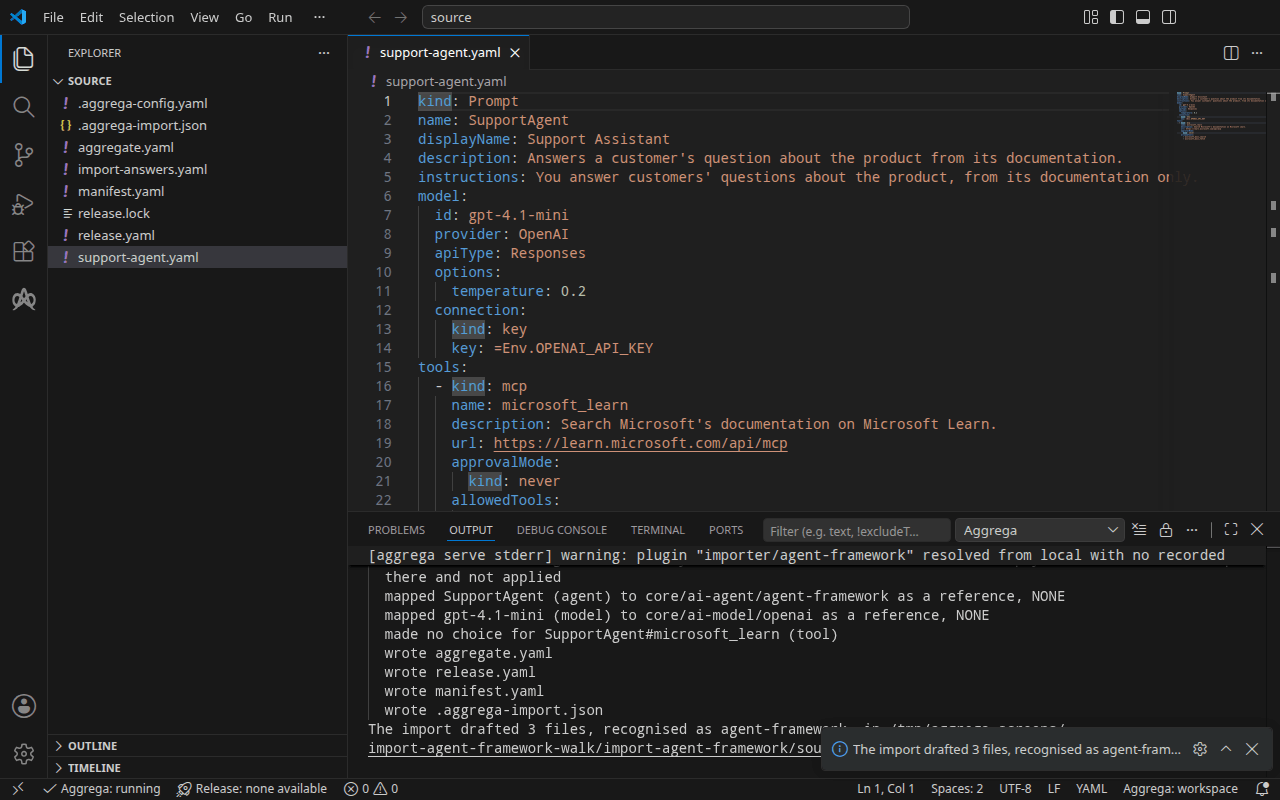 File Edit Selection View Go Run ··· source
EXPLORER ···
SOURCE
.aggrega-config.yaml
.aggrega-import.json
aggregate.yaml
import-answers.yaml
manifest.yaml
release.lock
release.yaml
support-agent.yaml
OUTLINE
TIMELINE
support-agent.yaml
support-agent.yaml
1 kind: Prompt
2 name: SupportAgent
3 displayName: Support Assistant
4 description: Answers a customer's question about the product from its documentation.
5 instructions: You answer customers' questions about the product, from its documentation only.
6 model:
7 id: gpt-4.1-mini
8 provider: OpenAI
9 apiType: Responses
10 options:
11 temperature: 0.2
12 connection:
13 kind: key
14 key: =Env.OPENAI_API_KEY
15 tools:
16 - kind: mcp
17 name: microsoft_learn
18 description: Search Microsoft's documentation on Microsoft Learn.
19 url: https://learn.microsoft.com/api/mcp
20 approvalMode:
21 kind: never
22 allowedTools:
PROBLEMS OUTPUT DEBUG CONSOLE TERMINAL PORTS Filter (e.g. text, !excludeT... Aggrega ···
[aggrega serve stderr] warning: plugin "importer/agent-framework" resolved from local with no recorded
there and not applied
mapped SupportAgent (agent) to core/ai-agent/agent-framework as a reference, NONE
mapped gpt-4.1-mini (model) to core/ai-model/openai as a reference, NONE
made no choice for SupportAgent#microsoft_learn (tool)
wrote aggregate.yaml
wrote release.yaml
wrote manifest.yaml
wrote .aggrega-import.json
The import drafted 3 files, recognised as agent-framework, in /tmp/aggrega-screens/
import-agent-framework-walk/import-agent-framework/sou
The import drafted 3 files, recognised as agent-fram...
Aggrega: running Release: none available 0 0 Ln 1, Col 1 Spaces: 2 UTF-8 LF YAML Aggrega: workspace